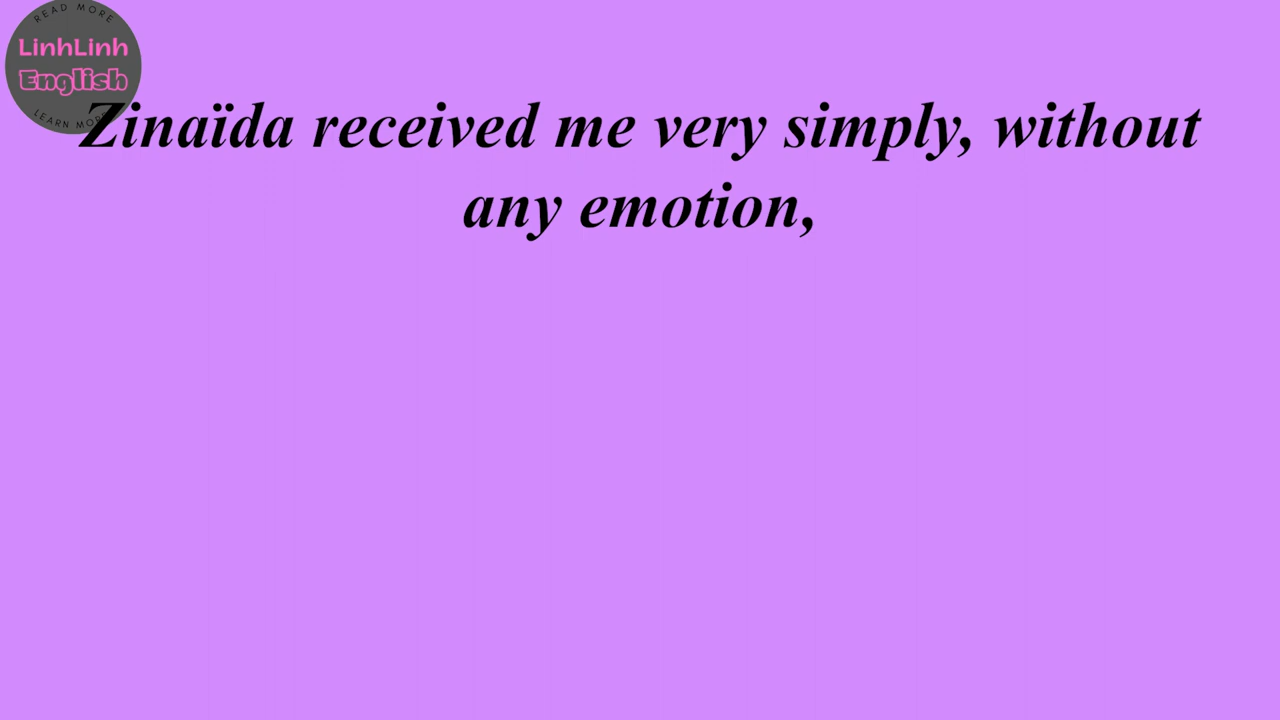 READ MORE
LinhLinh
English
LEARN MORE
Zinaïda received me very simply, without
any emotion,